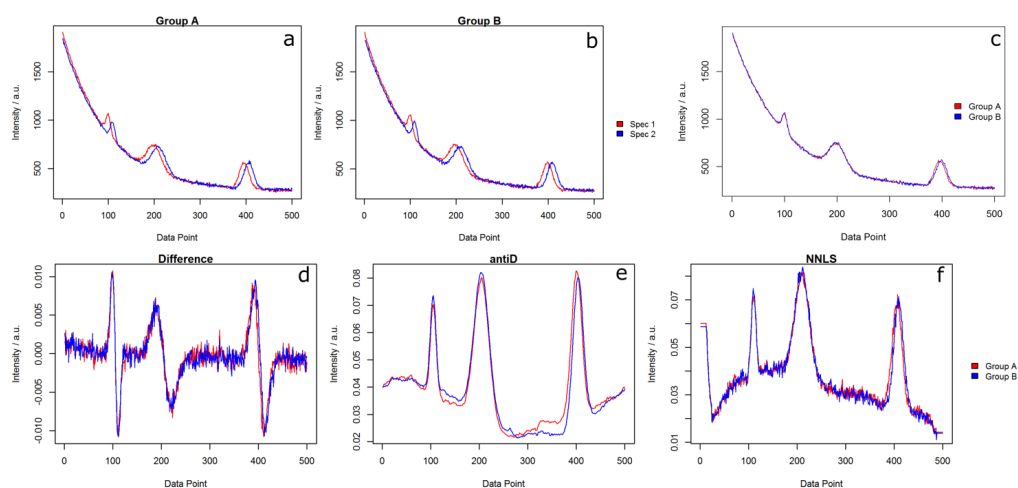 Group A
Group B
a
b
c
Intensity / a.u.
500 1000 1500
0 100 200 300 400 500
Data Point
Intensity / a.u.
500 1000 1500
0 100 200 300 400 500
Data Point
Spec 1
Spec 2
Intensity / a.u.
500 1000 1500
0 100 200 300 400 500
Data Point
Group A
Group B
Difference
antiD
NNLS
d
e
f
Intensity / a.u.
-0.010 -0.005 0.000 0.005 0.010
0 100 200 300 400 500
Data Point
Intensity / a.u.
0.02 0.03 0.04 0.05 0.06 0.07 0.08
0 100 200 300 400 500
Data Point
Intensity / a.u.
0.01 0.03 0.05 0.07
0 100 200 300 400 500
Data Point
Group A
Group B